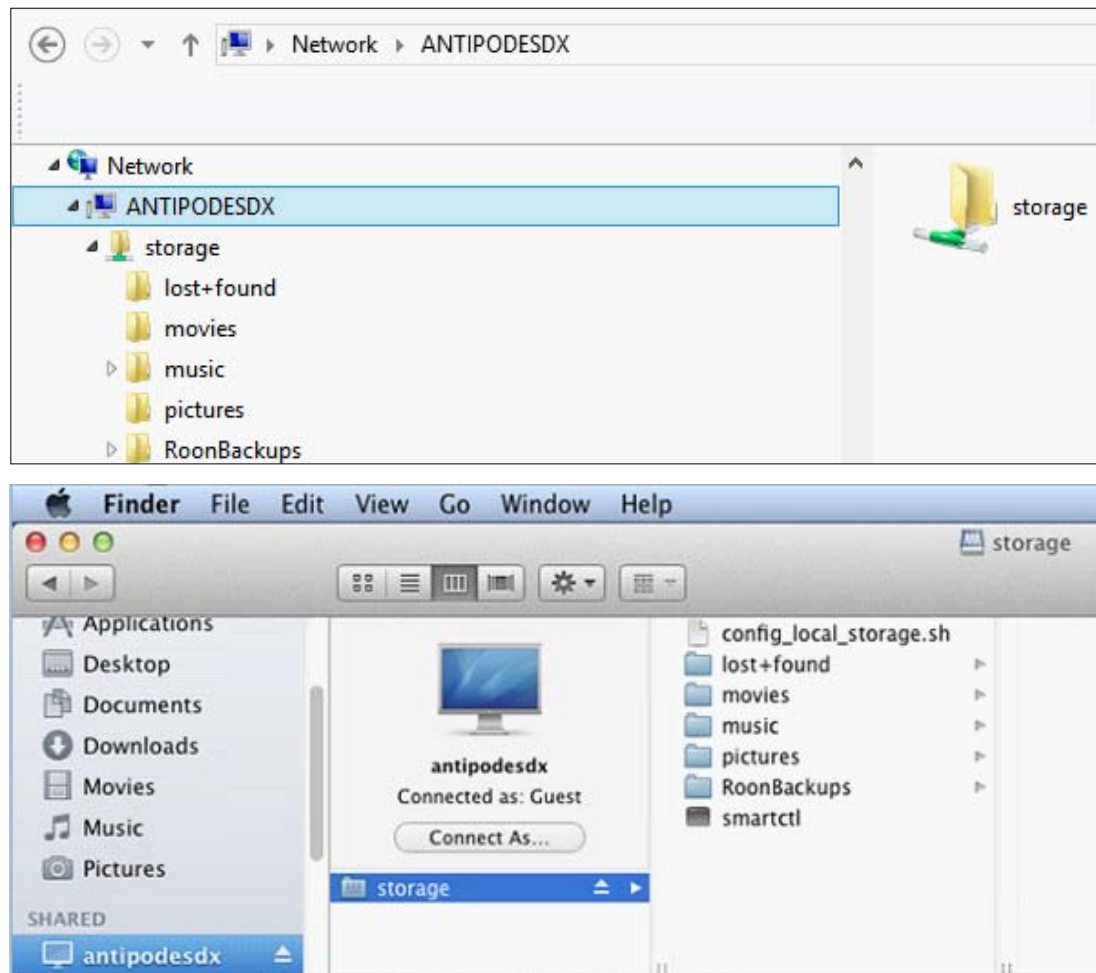 Network ANTIPODESDX
Network
ANTIPODESDX
storage
lost+found
movies
music
pictures
RoonBackups
storage
Finder File Edit View Go Window Help
storage
Applications
Desktop
Documents
Downloads
Movies
Music
Pictures
SHARED
antipodesdx
antipodesdx
Connected as: Guest
Connect As...
storage
config_local_storage.sh
lost+found
movies
music
pictures
RoonBackups
smartctl